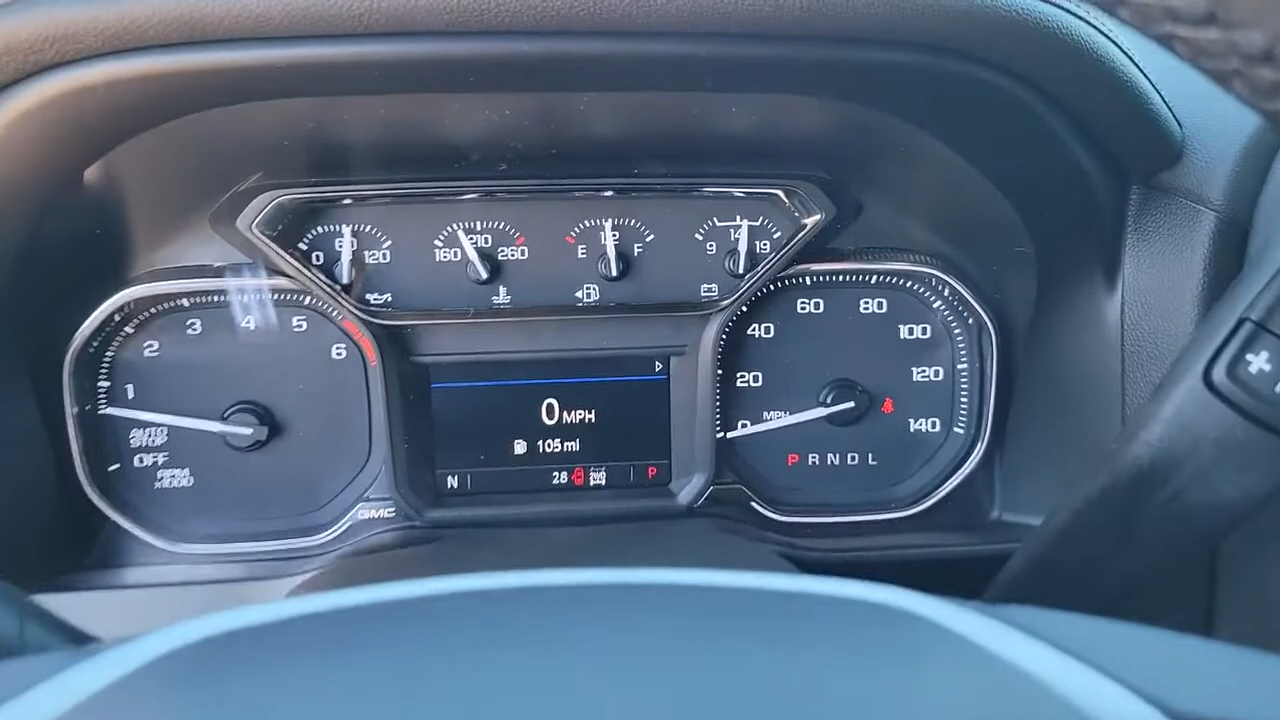 0 60 120
160 210 260
E 1/2 F
9 14 19
1 2 3 4 5 6
AUTO
STOP
OFF
RPM
x1000
GMC
0 MPH
105 mi
N 28 2WD P
0 20 40 60 80 100 120 140
MPH
P R N D L